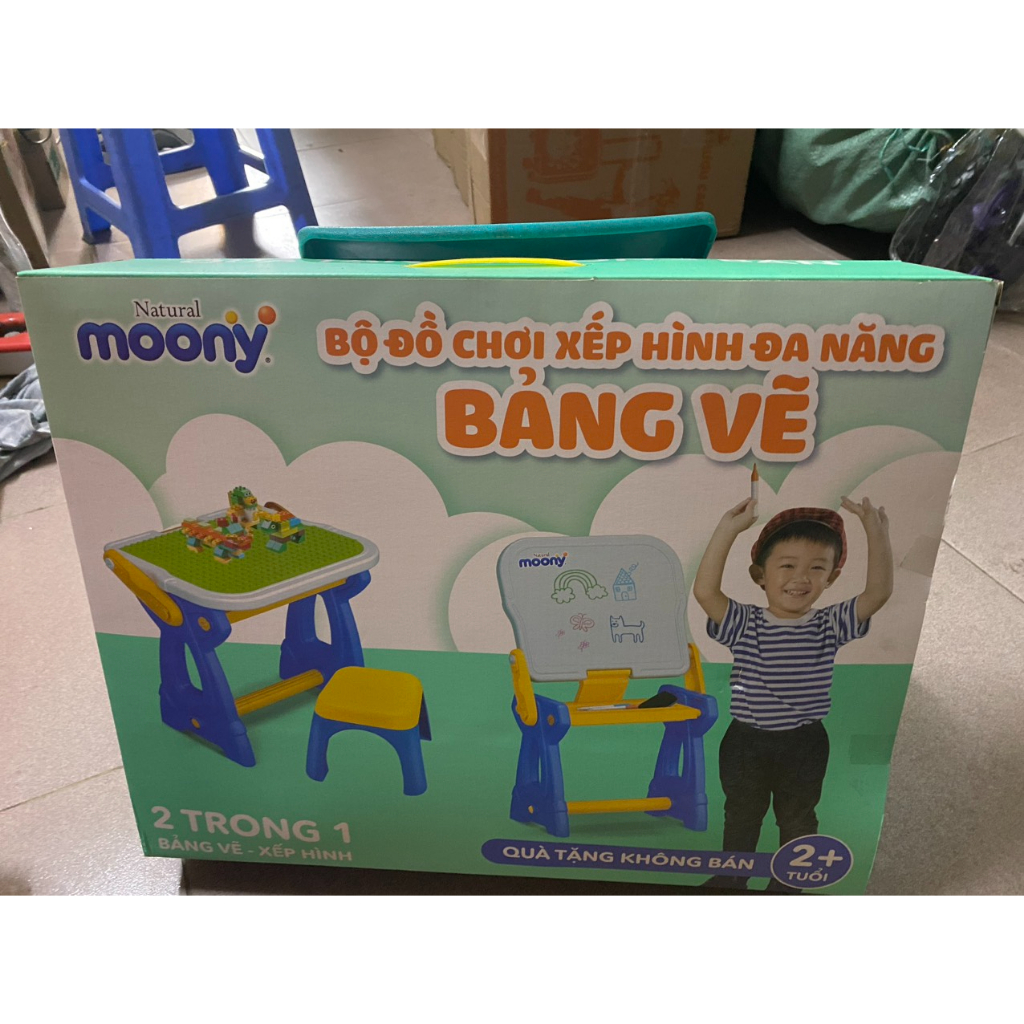 Natural
moony
BỘ ĐỒ CHƠI XẾP HÌNH ĐA NĂNG
BẢNG VẼ
Natural
moony
2 TRONG 1
BẢNG VẼ - XẾP HÌNH
QUÀ TẶNG KHÔNG BÁN
2+
TUỔI